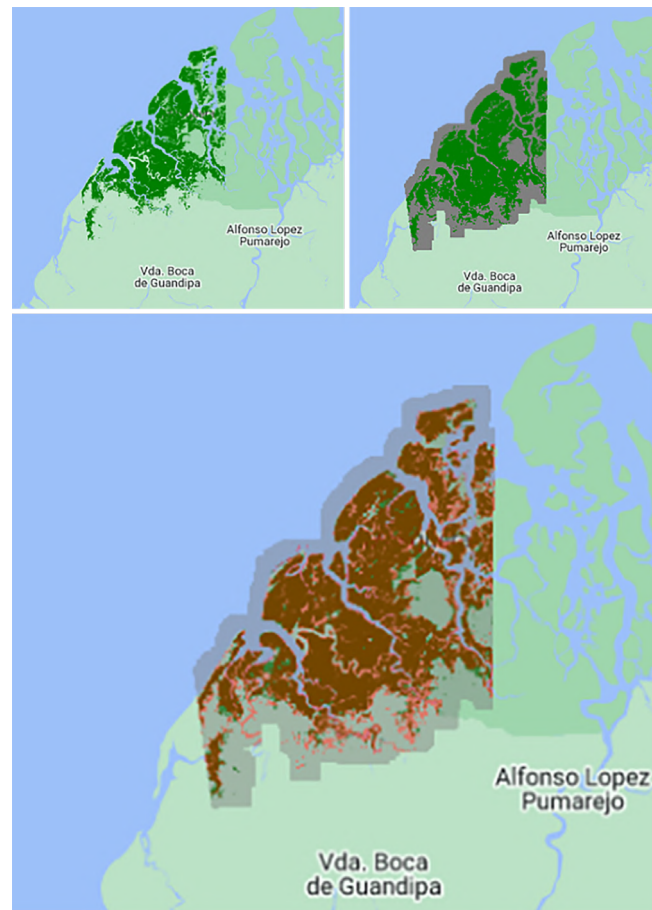 Alfonso Lopez
Pumarejo
Vda. Boca
de Guandipa
Alfonso Lopez
Pumarejo
Vda. Boca
de Guandipa
Alfonso Lopez
Pumarejo
Vda. Boca
de Guandipa